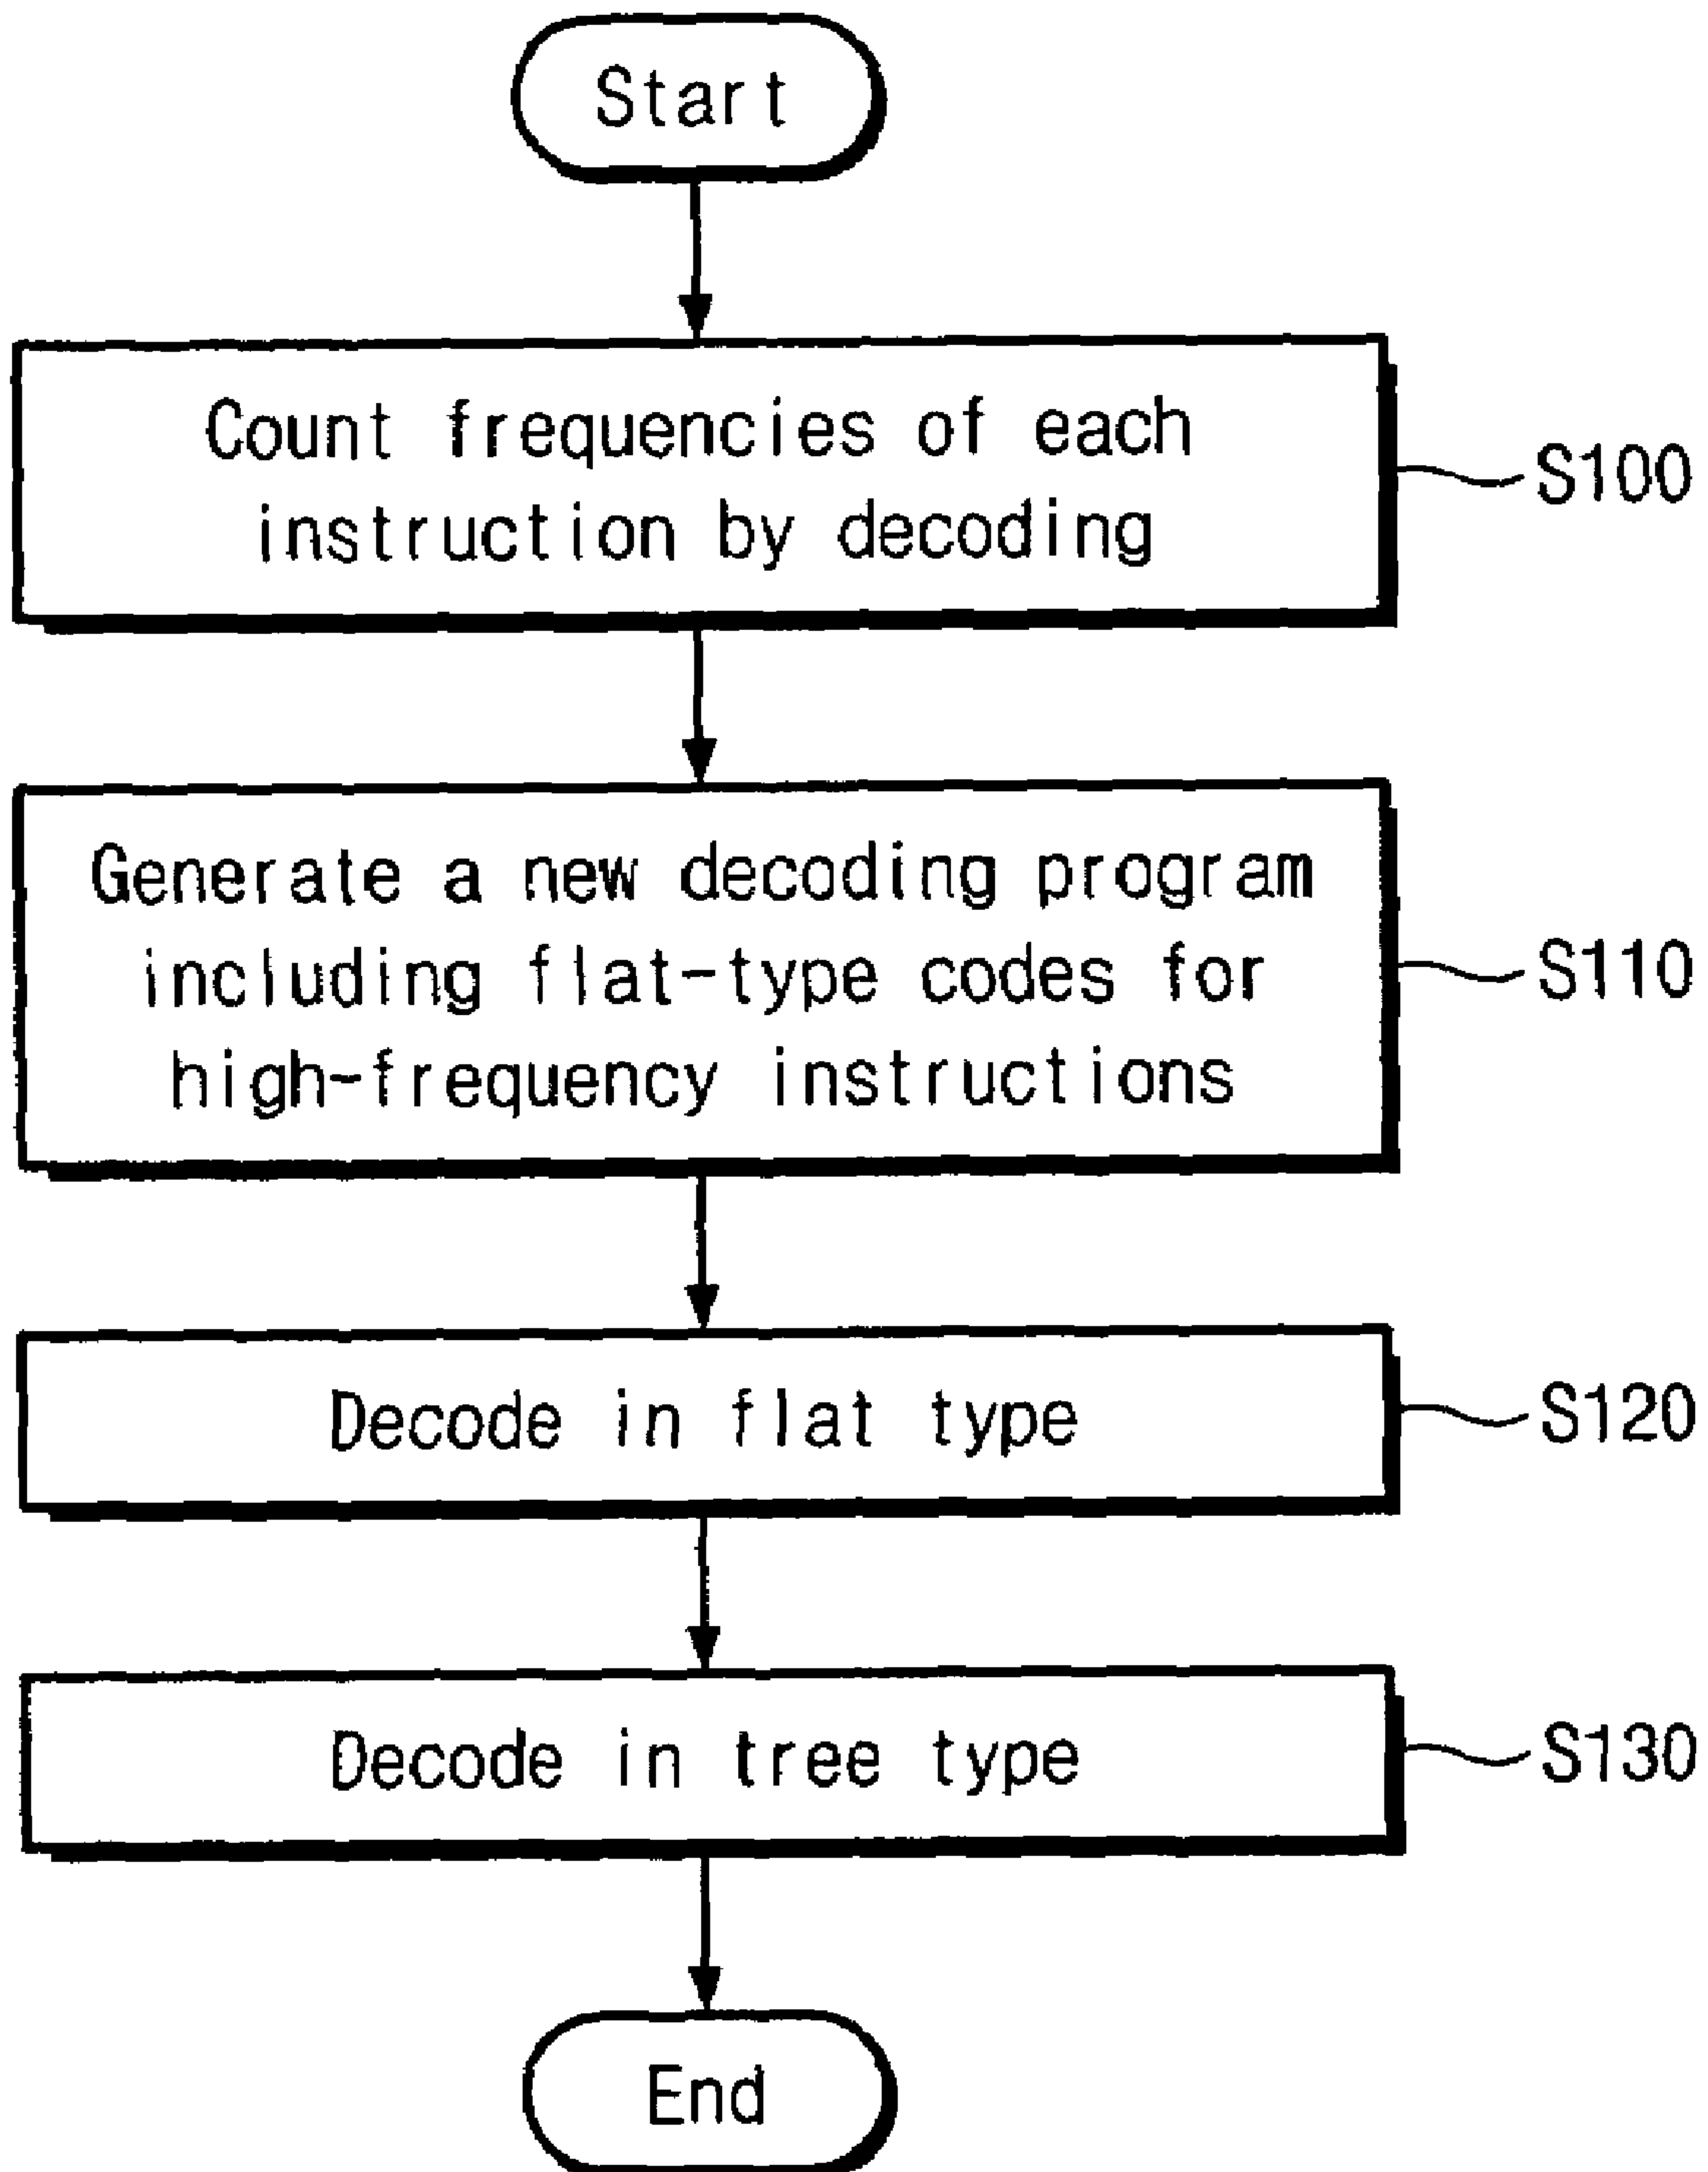 Start
Count frequencies of each
instruction by decoding
S100
Generate a new decoding program
including flat-type codes for
high-frequency instructions
S110
Decode in flat type
S120
Decode in tree type
S130
End